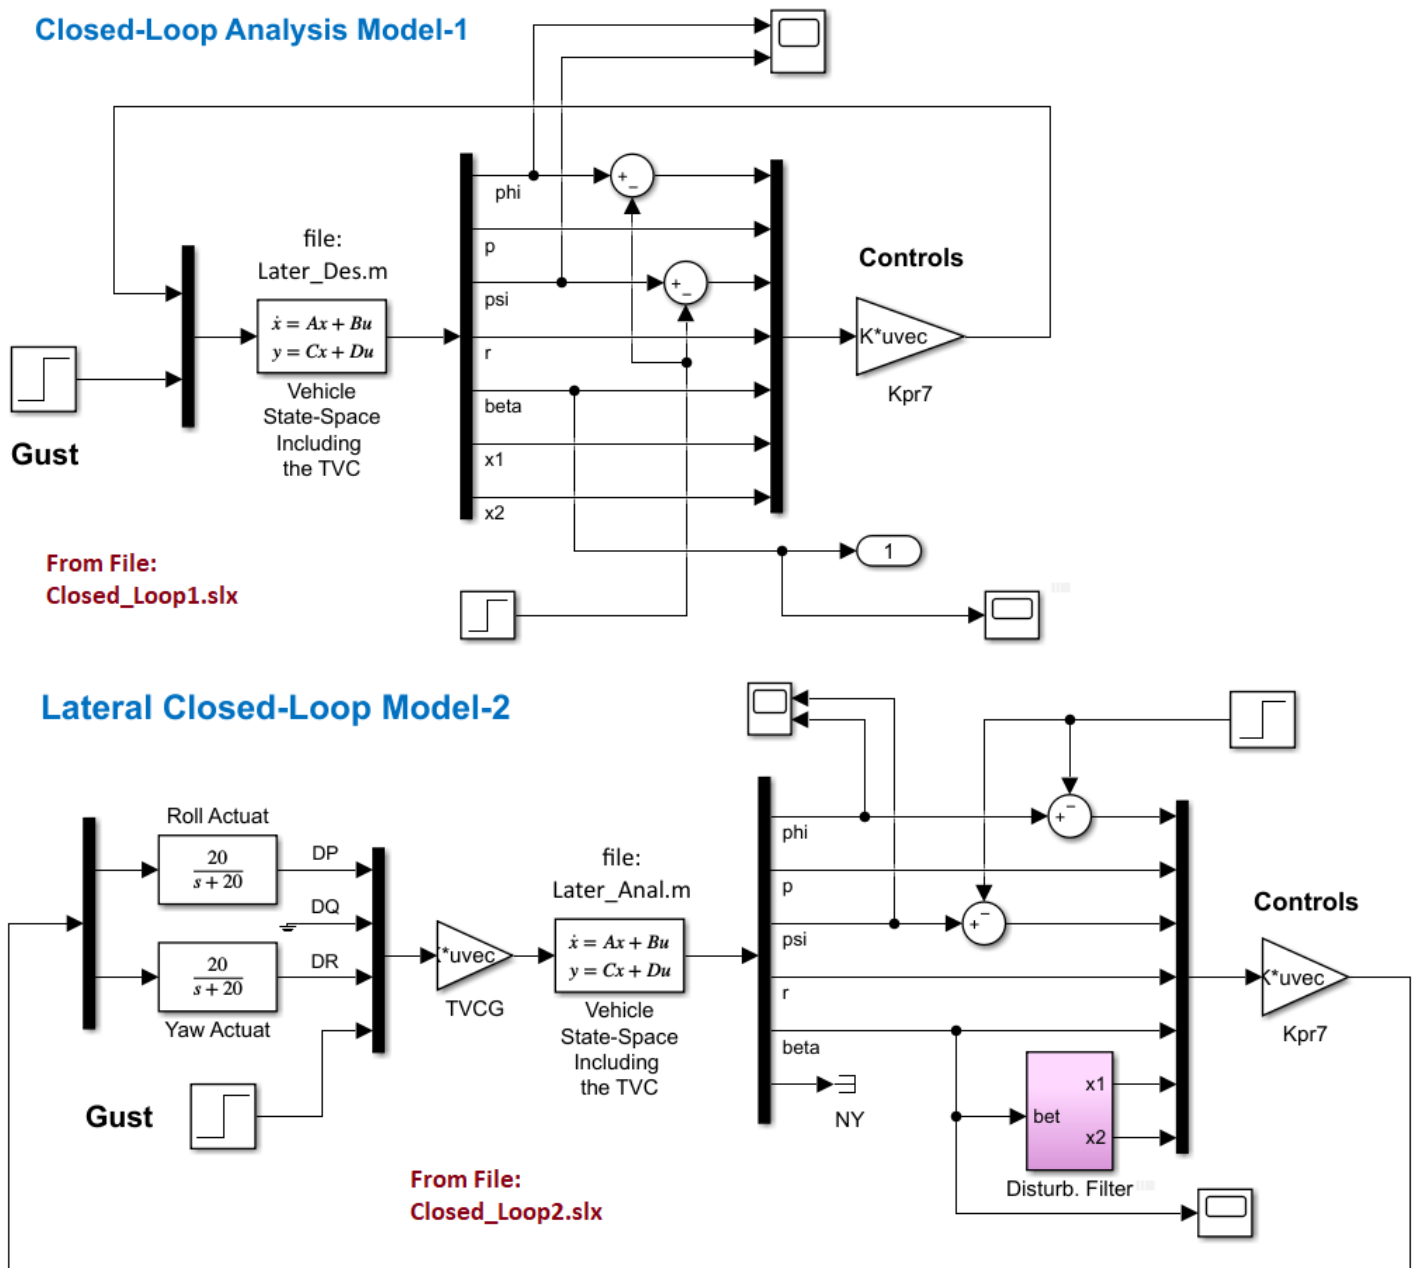 Closed-Loop Analysis Model-1
phi
p
psi
r
beta
x1
x2
+
−
+
−
file:
Later_Des.m
ẋ = Ax + Bu
y = Cx + Du
Vehicle
State-Space
Including
the TVC
Gust
Controls
K*uvec
Kpr7
1
From File:
Closed_Loop1.slx
Lateral Closed-Loop Model-2
Roll Actuat
20
s + 20
DP
DQ
20
s + 20
DR
Yaw Actuat
Gust
*uvec
TVCG
file:
Later_Anal.m
ẋ = Ax + Bu
y = Cx + Du
Vehicle
State-Space
Including
the TVC
phi
p
psi
r
beta
NY
+
−
+
−
bet
x1
x2
Disturb. Filter
Controls
K*uvec
Kpr7
From File:
Closed_Loop2.slx